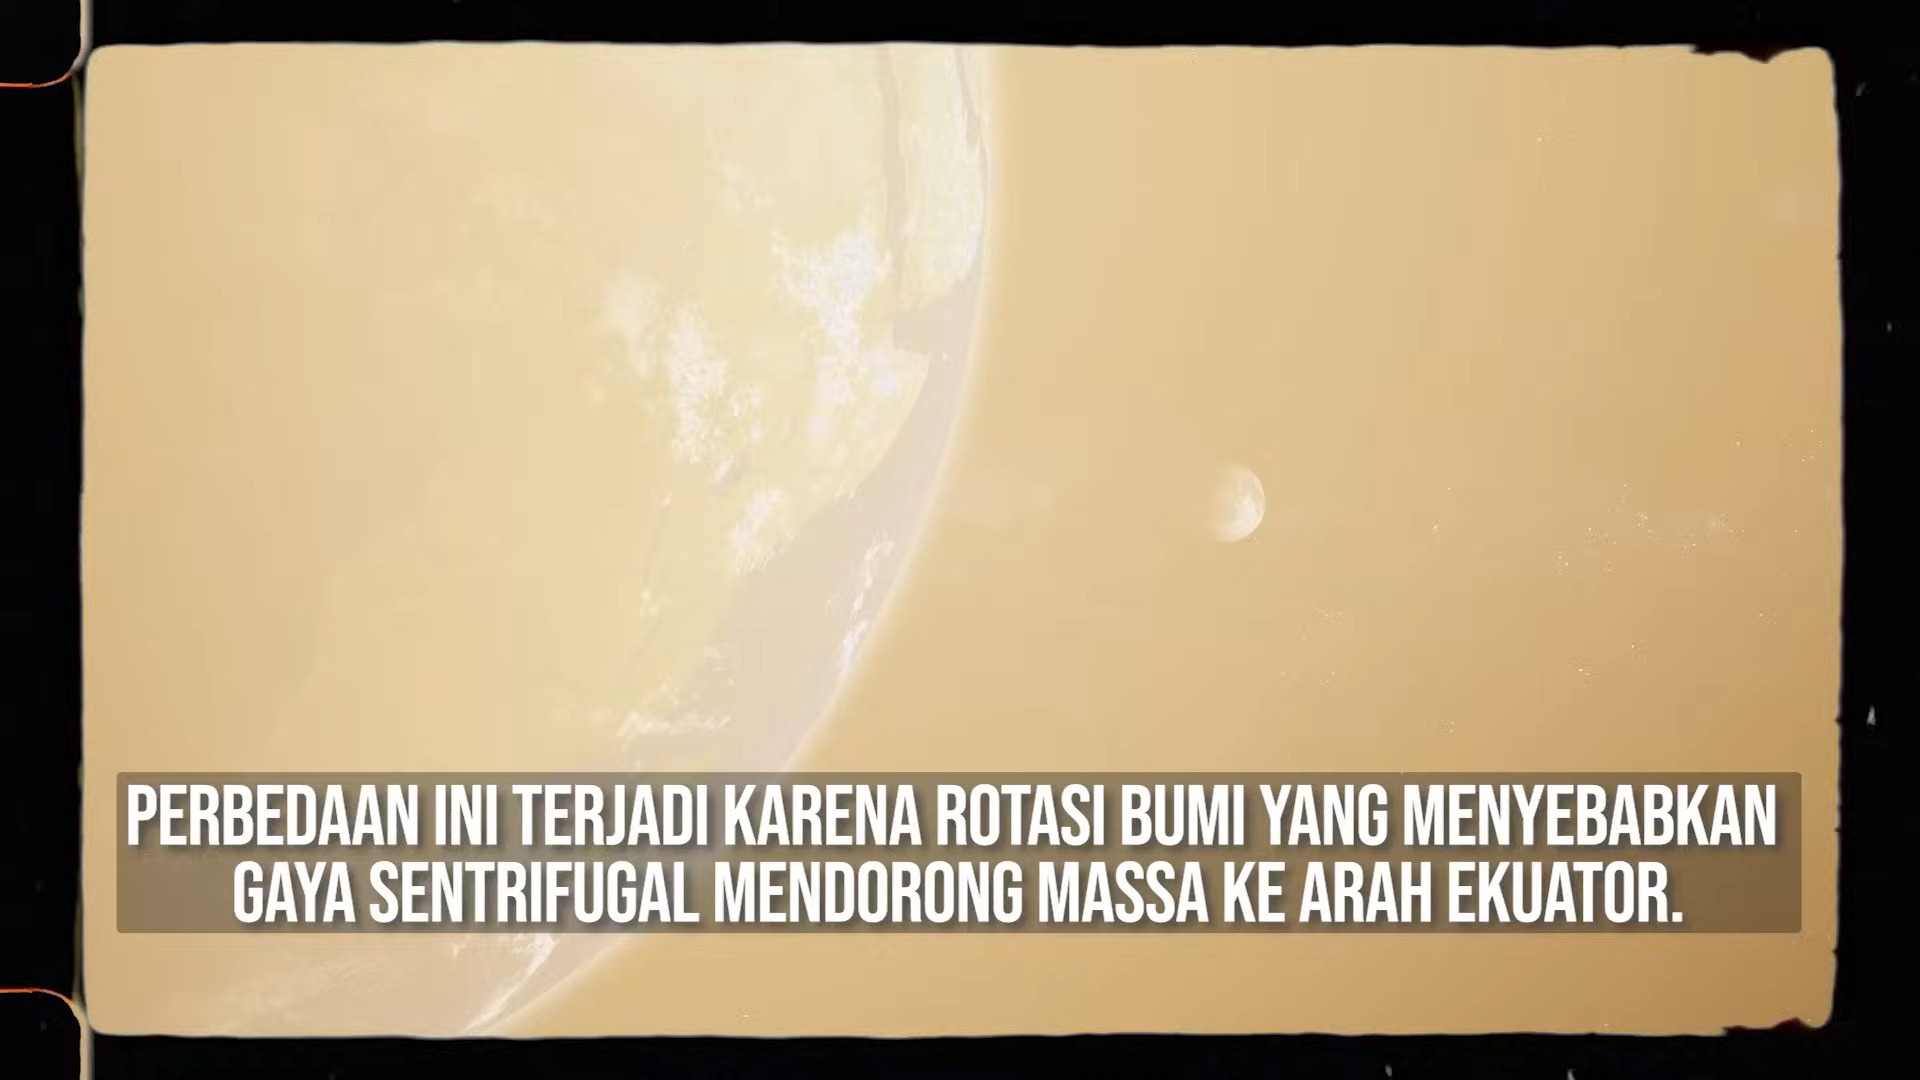 PERBEDAAN INI TERJADI KARENA ROTASI BUMI YANG MENYEBABKAN
GAYA SENTRIFUGAL MENDORONG MASSA KE ARAH EKUATOR.